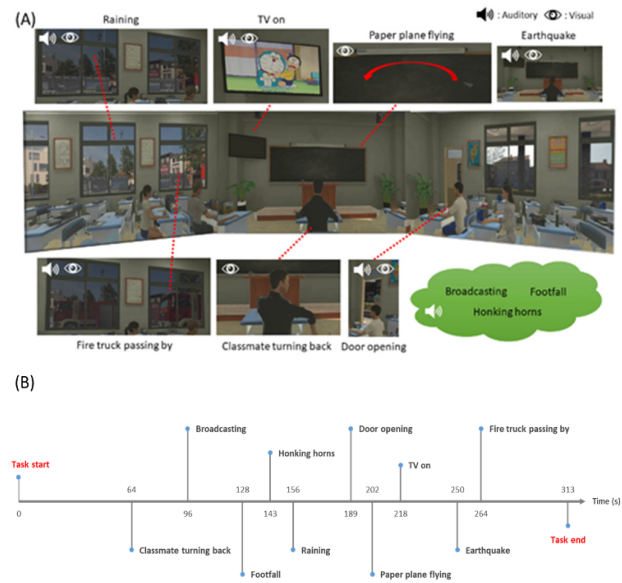 (A)
: Auditory : Visual
Raining
TV on
Paper plane flying
Earthquake
Fire truck passing by
Classmate turning back
Door opening
Broadcasting Footfall
Honking horns
(B)
Broadcasting
Door opening
Fire truck passing by
Honking horns
Task start
TV on
64 128 156 202 250 313
Time (s)
0 96 143 189 218 264
Task end
Classmate turning back
Raining
Earthquake
Footfall
Paper plane flying